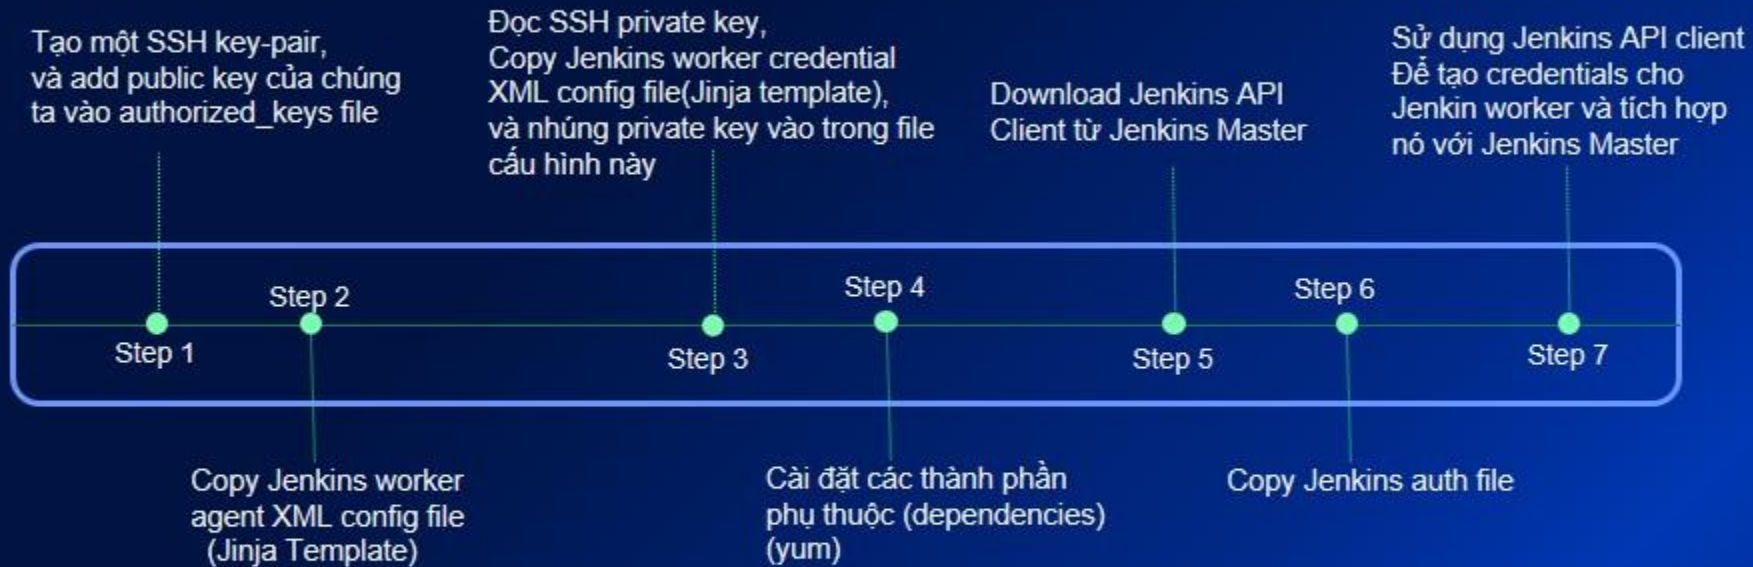 Tạo một SSH key-pair,
và add public key của chúng
ta vào authorized_keys file
Đọc SSH private key,
Copy Jenkins worker credential
XML config file(Jinja template),
và nhúng private key vào trong file
cấu hình này
Download Jenkins API
Client từ Jenkins Master
Sử dụng Jenkins API client
Để tạo credentials cho
Jenkin worker và tích hợp
nó với Jenkins Master
Step 1
Step 2
Step 3
Step 4
Step 5
Step 6
Step 7
Copy Jenkins worker
agent XML config file
(Jinja Template)
Cài đặt các thành phần
phụ thuộc (dependencies)
(yum)
Copy Jenkins auth file